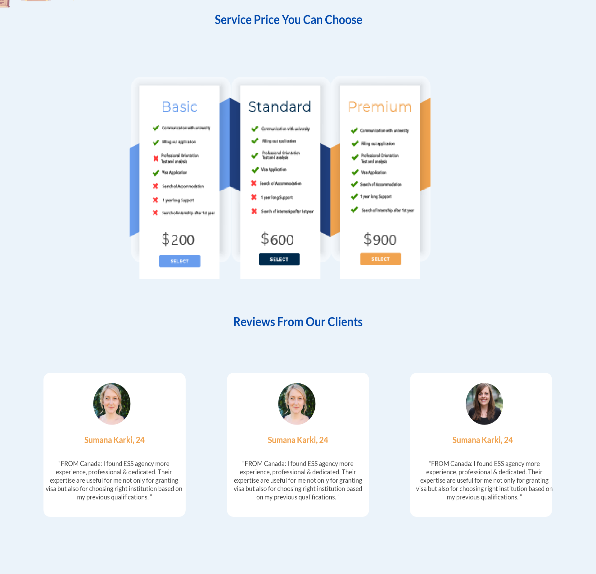 Service Price You Can Choose
Basic
Communication with university
Filling out application
Professional Orientation
Test and analysis
Visa Application
Search of Accommodation
1 year long Support
Search of Internship after 1st year
$200
SELECT
Standard
Communication with university
Filling out application
Professional Orientation
Test and analysis
Visa Application
Search of Accommodation
1 year long Support
Search of Internship after 1st year
$600
SELECT
Premium
Communication with university
Filling out application
Professional Orientation
Test and analysis
Visa Application
Search of Accommodation
1 year long Support
Search of Internship after 1st year
$900
SELECT
Reviews From Our Clients
Sumana Karki, 24
"FROM Canada: I found ESS agency more
experience, professional & dedicated. Their
expertise are useful for me not only for granting
visa but also for choosing right institution based on
my previous qualifications. "
Sumana Karki, 24
"FROM Canada: I found ESS agency more
experience, professional & dedicated. Their
expertise are useful for me not only for granting
visa but also for choosing right institution based
on my previous qualifications.
Sumana Karki, 24
"FROM Canada: I found ESS agency more
experience, professional & dedicated. Their
expertise are useful for me not only for granting
visa but also for choosing right institution based on
my previous qualifications. "